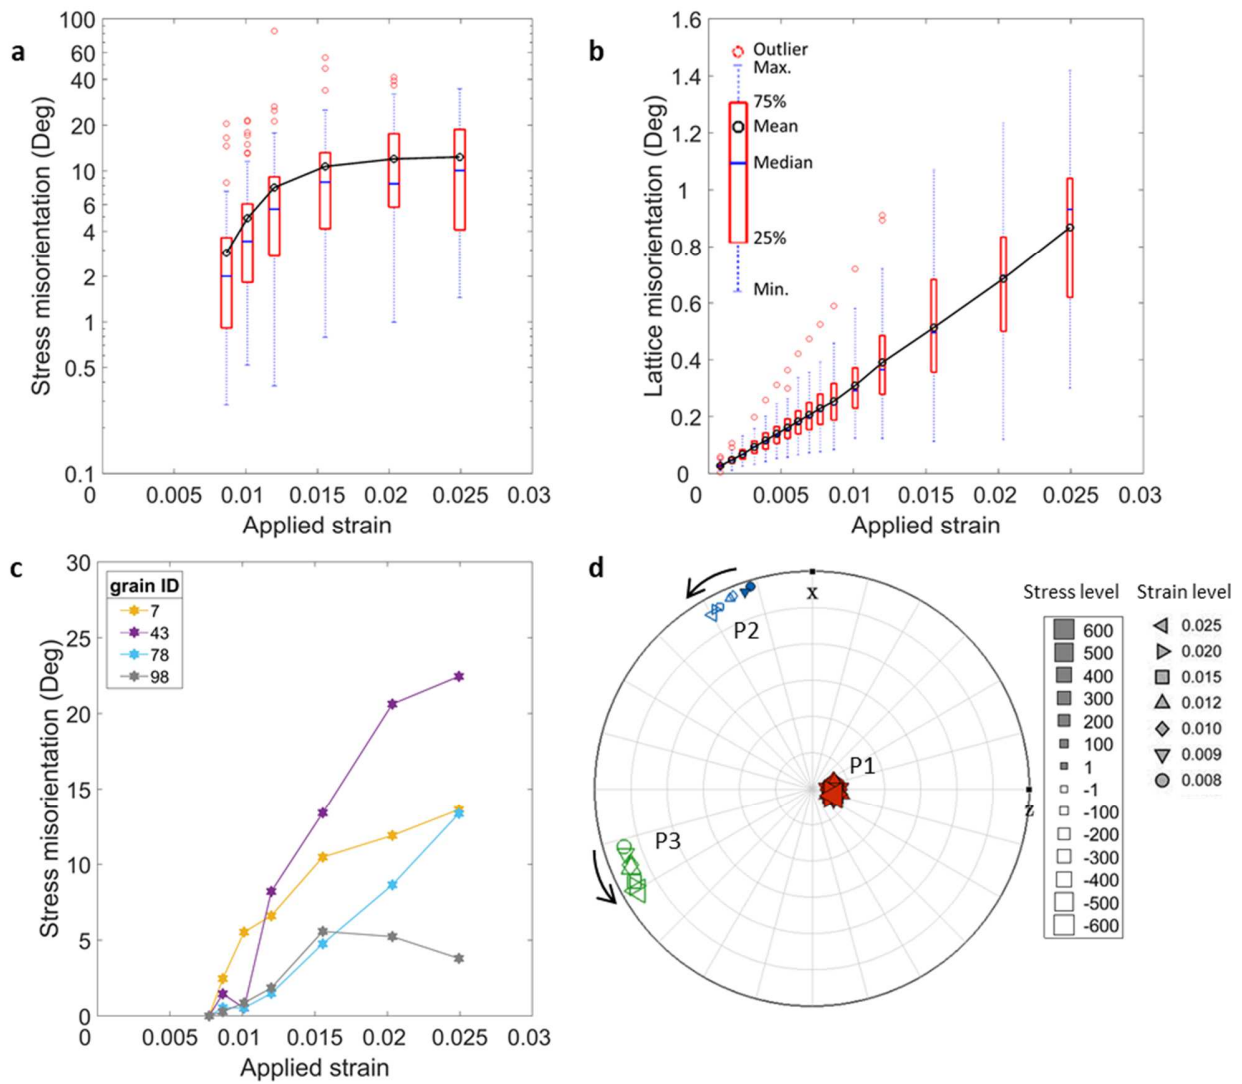 a
Stress misorientation (Deg)
100
60
40
20
10
6
4
2
1
0.5
0.1
0 0.005 0.01 0.015 0.02 0.025 0.03
Applied strain
b
Lattice misorientation (Deg)
1.6
1.4
1.2
1
0.8
0.6
0.4
0.2
0
Outlier
Max.
75%
Mean
Median
25%
Min.
0 0.005 0.01 0.015 0.02 0.025 0.03
Applied strain
c
Stress misorientation (Deg)
30
25
20
15
10
5
0
grain ID
7
43
78
98
0 0.005 0.01 0.015 0.02 0.025 0.03
Applied strain
d
x
P2
P1
z
P3
Stress level
600
500
400
300
200
100
1
-1
-100
-200
-300
-400
-500
-600
Strain level
0.025
0.020
0.015
0.012
0.010
0.009
0.008